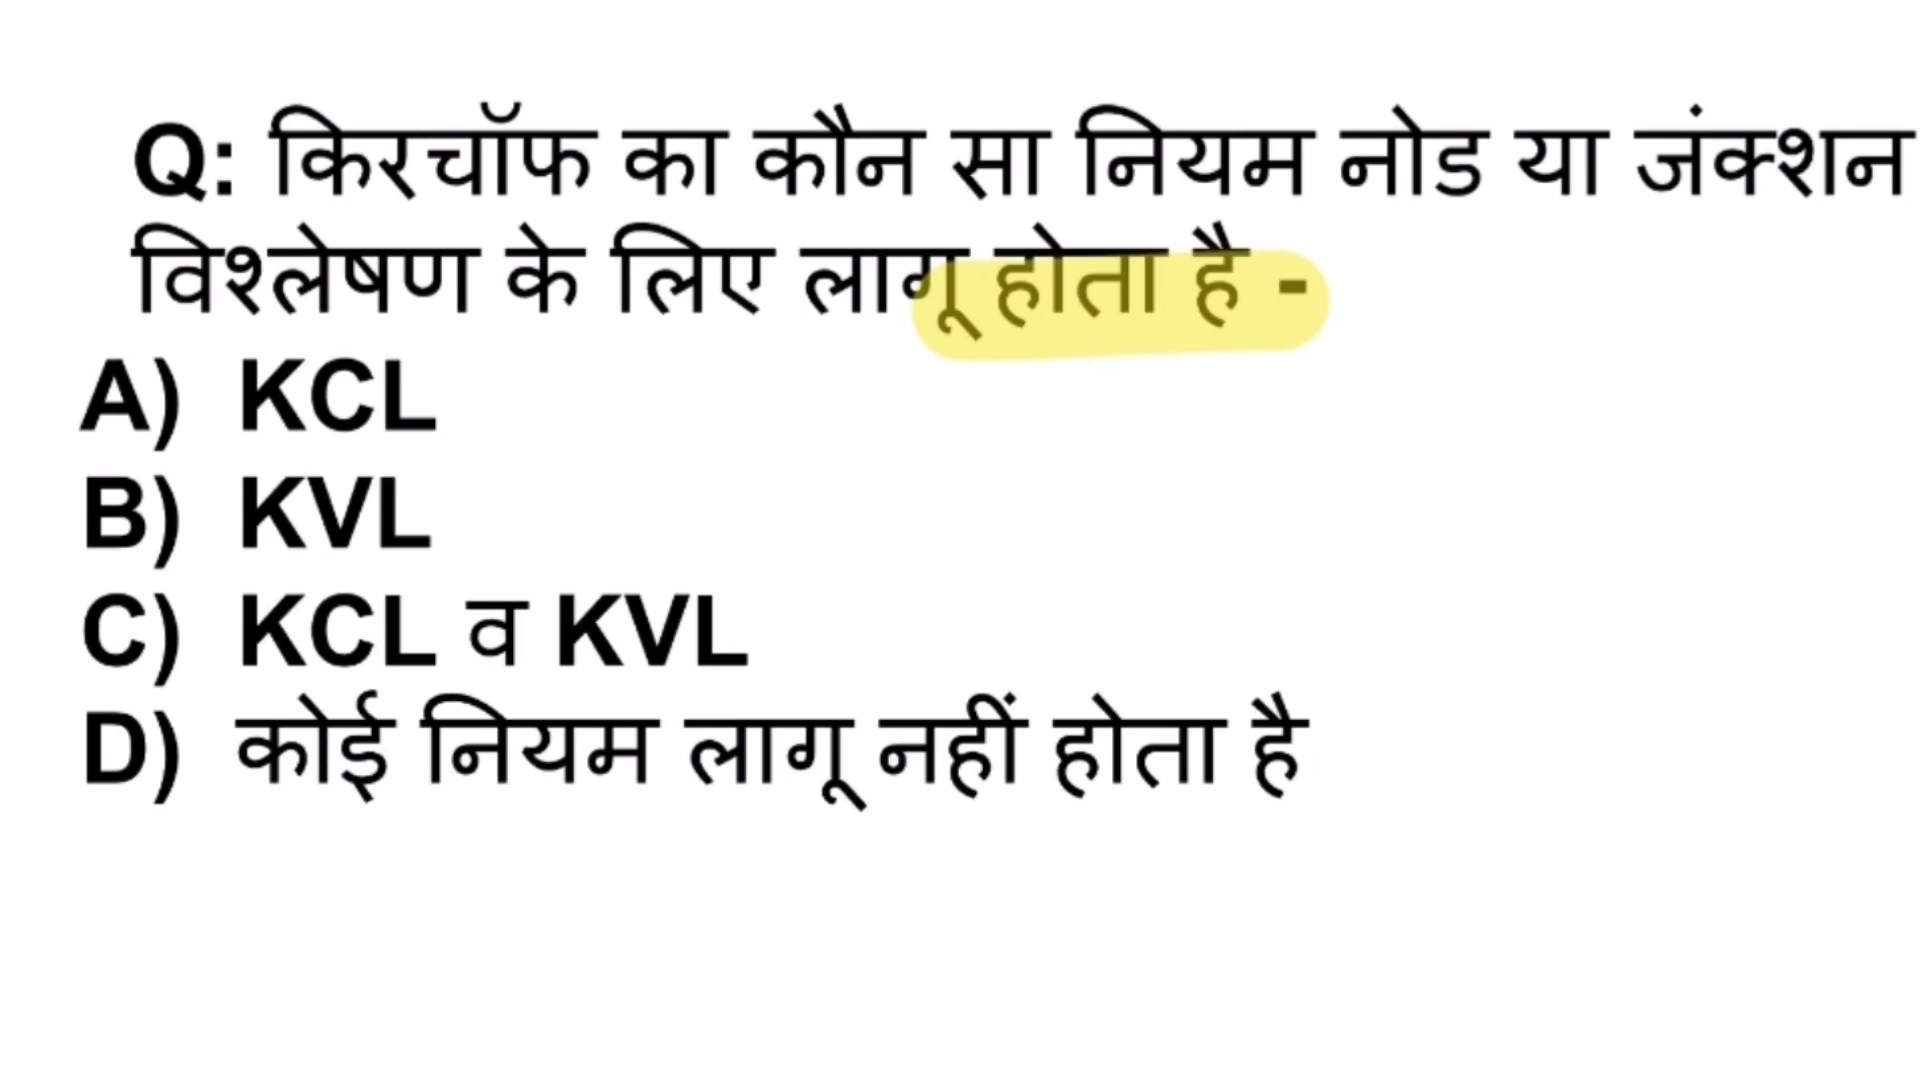 Q: किरचॉफ का कौन सा नियम नोड या जंक्शन
विश्लेषण के लिए लागू होता है -
A) KCL
B) KVL
C) KCL व KVL
D) कोई नियम लागू नहीं होता है